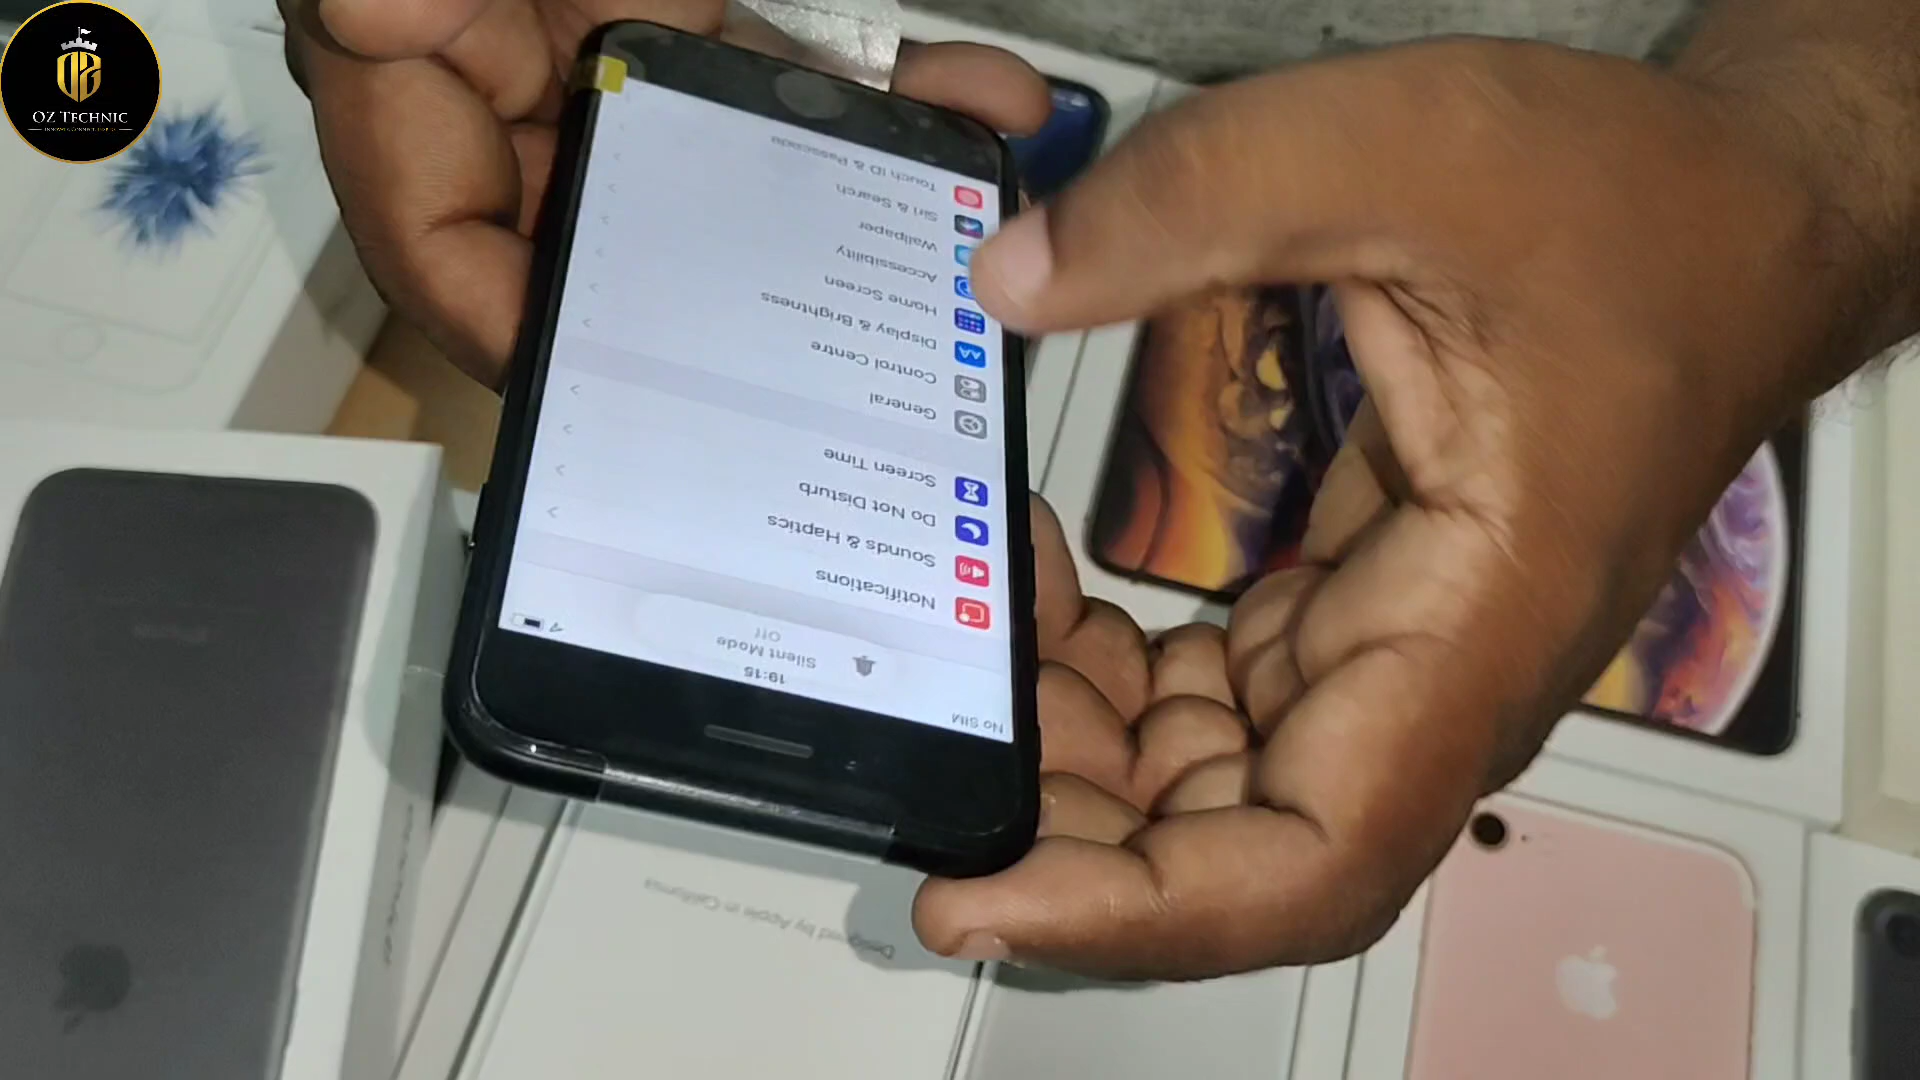 OZ TECHNIC
No SIM
19:15
Silent Mode
Off
Notifications
Sounds & Haptics
Do Not Disturb
Screen Time
General
Control Centre
Display & Brightness
AA
Home Screen
Accessibility
Wallpaper
Siri & Search
Touch ID & Passcode
Designed by Apple in California